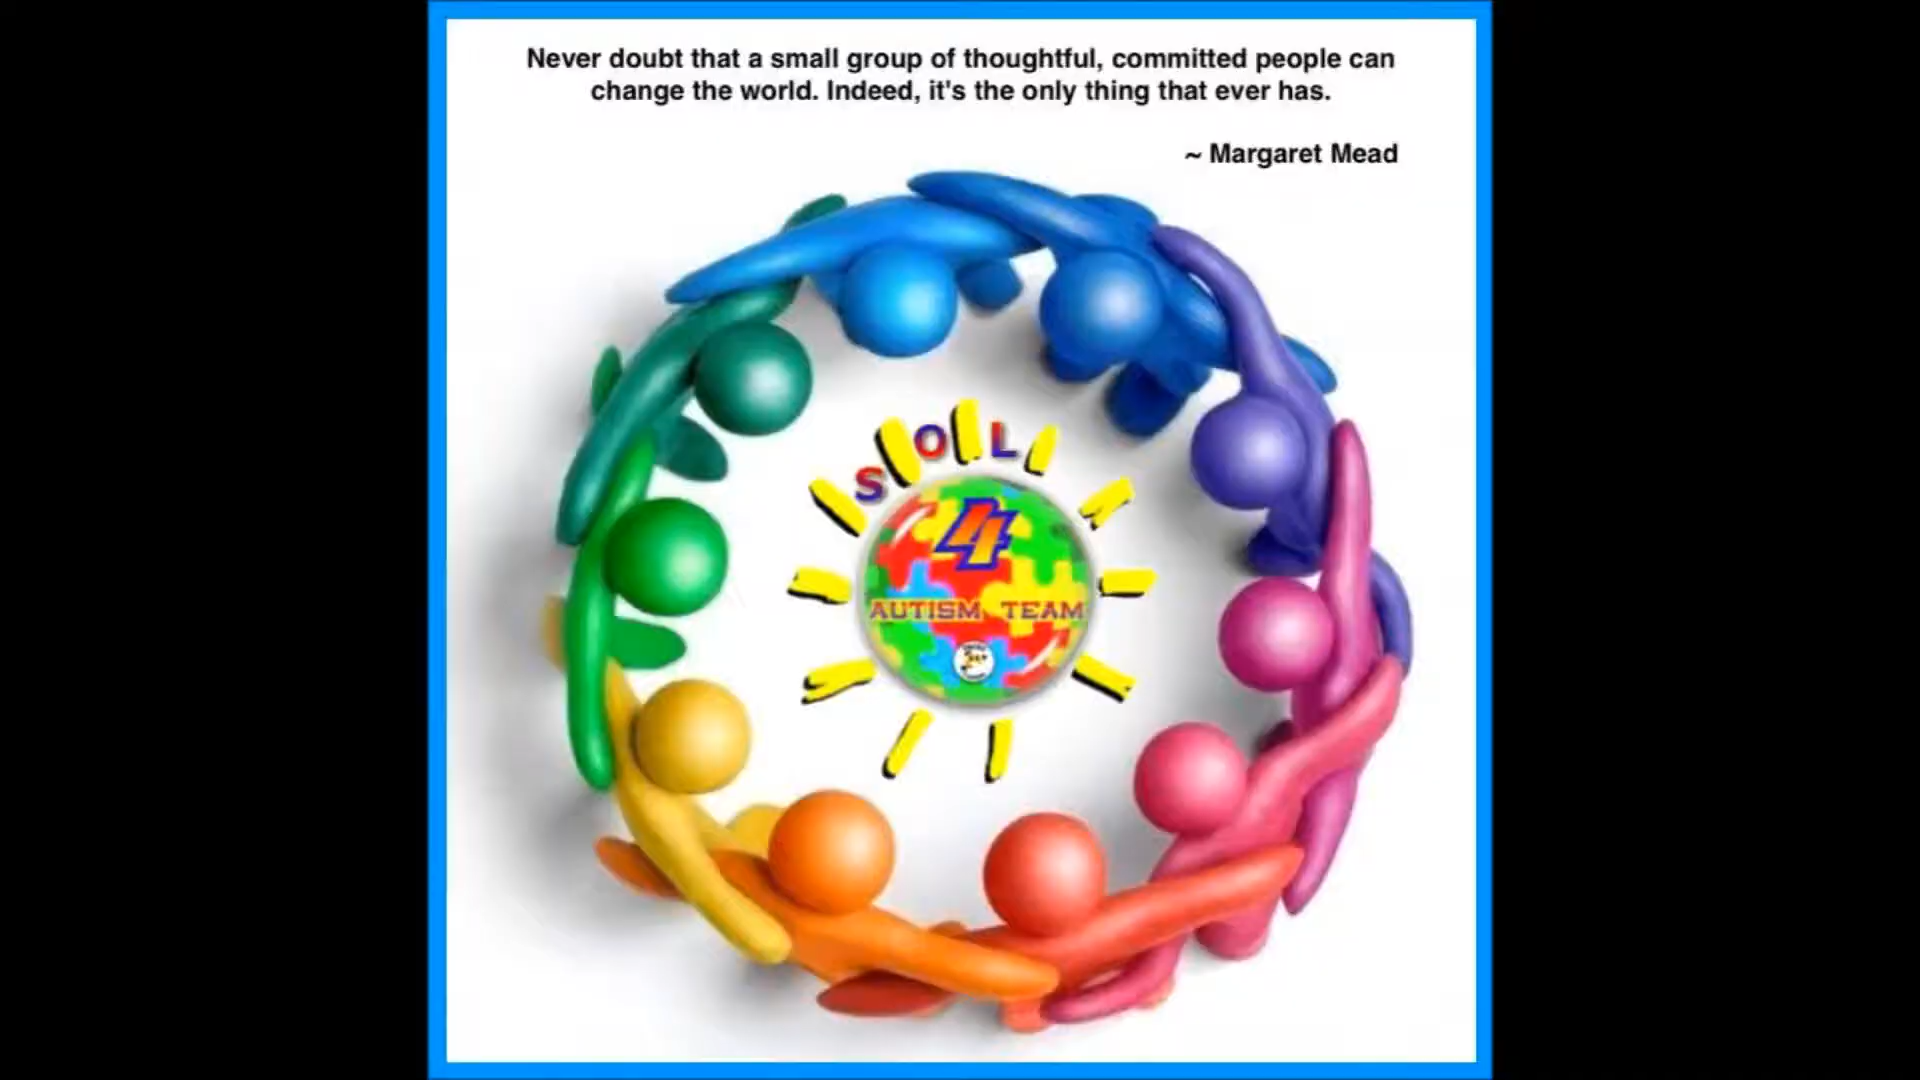 Never doubt that a small group of thoughtful, committed people can
change the world. Indeed, it's the only thing that ever has.
~ Margaret Mead
SOL
4
AUTISM TEAM